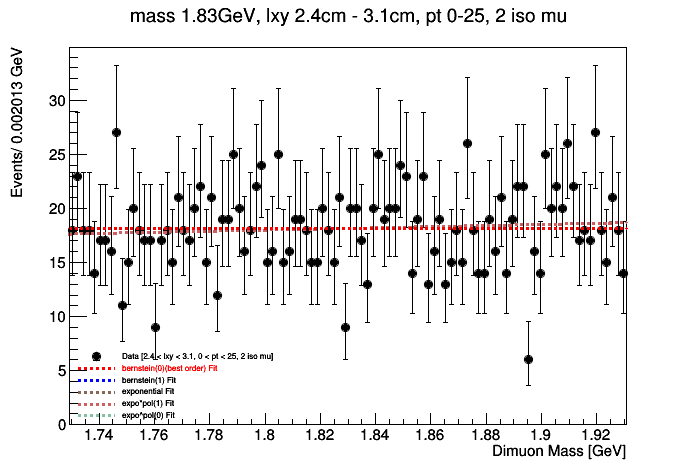 mass 1.83GeV, lxy 2.4cm - 3.1cm, pt 0-25, 2 iso mu
Events/ 0.002013 GeV
30
25
20
15
10
5
0
Data [2.4 < lxy < 3.1, 0 < pt < 25, 2 iso mu]
bernstein(0)(best order) Fit
bernstein(1) Fit
exponential Fit
expo*pol(1) Fit
expo*pol(0) Fit
1.74 1.76 1.78 1.8 1.82 1.84 1.86 1.88 1.9 1.92
Dimuon Mass [GeV]